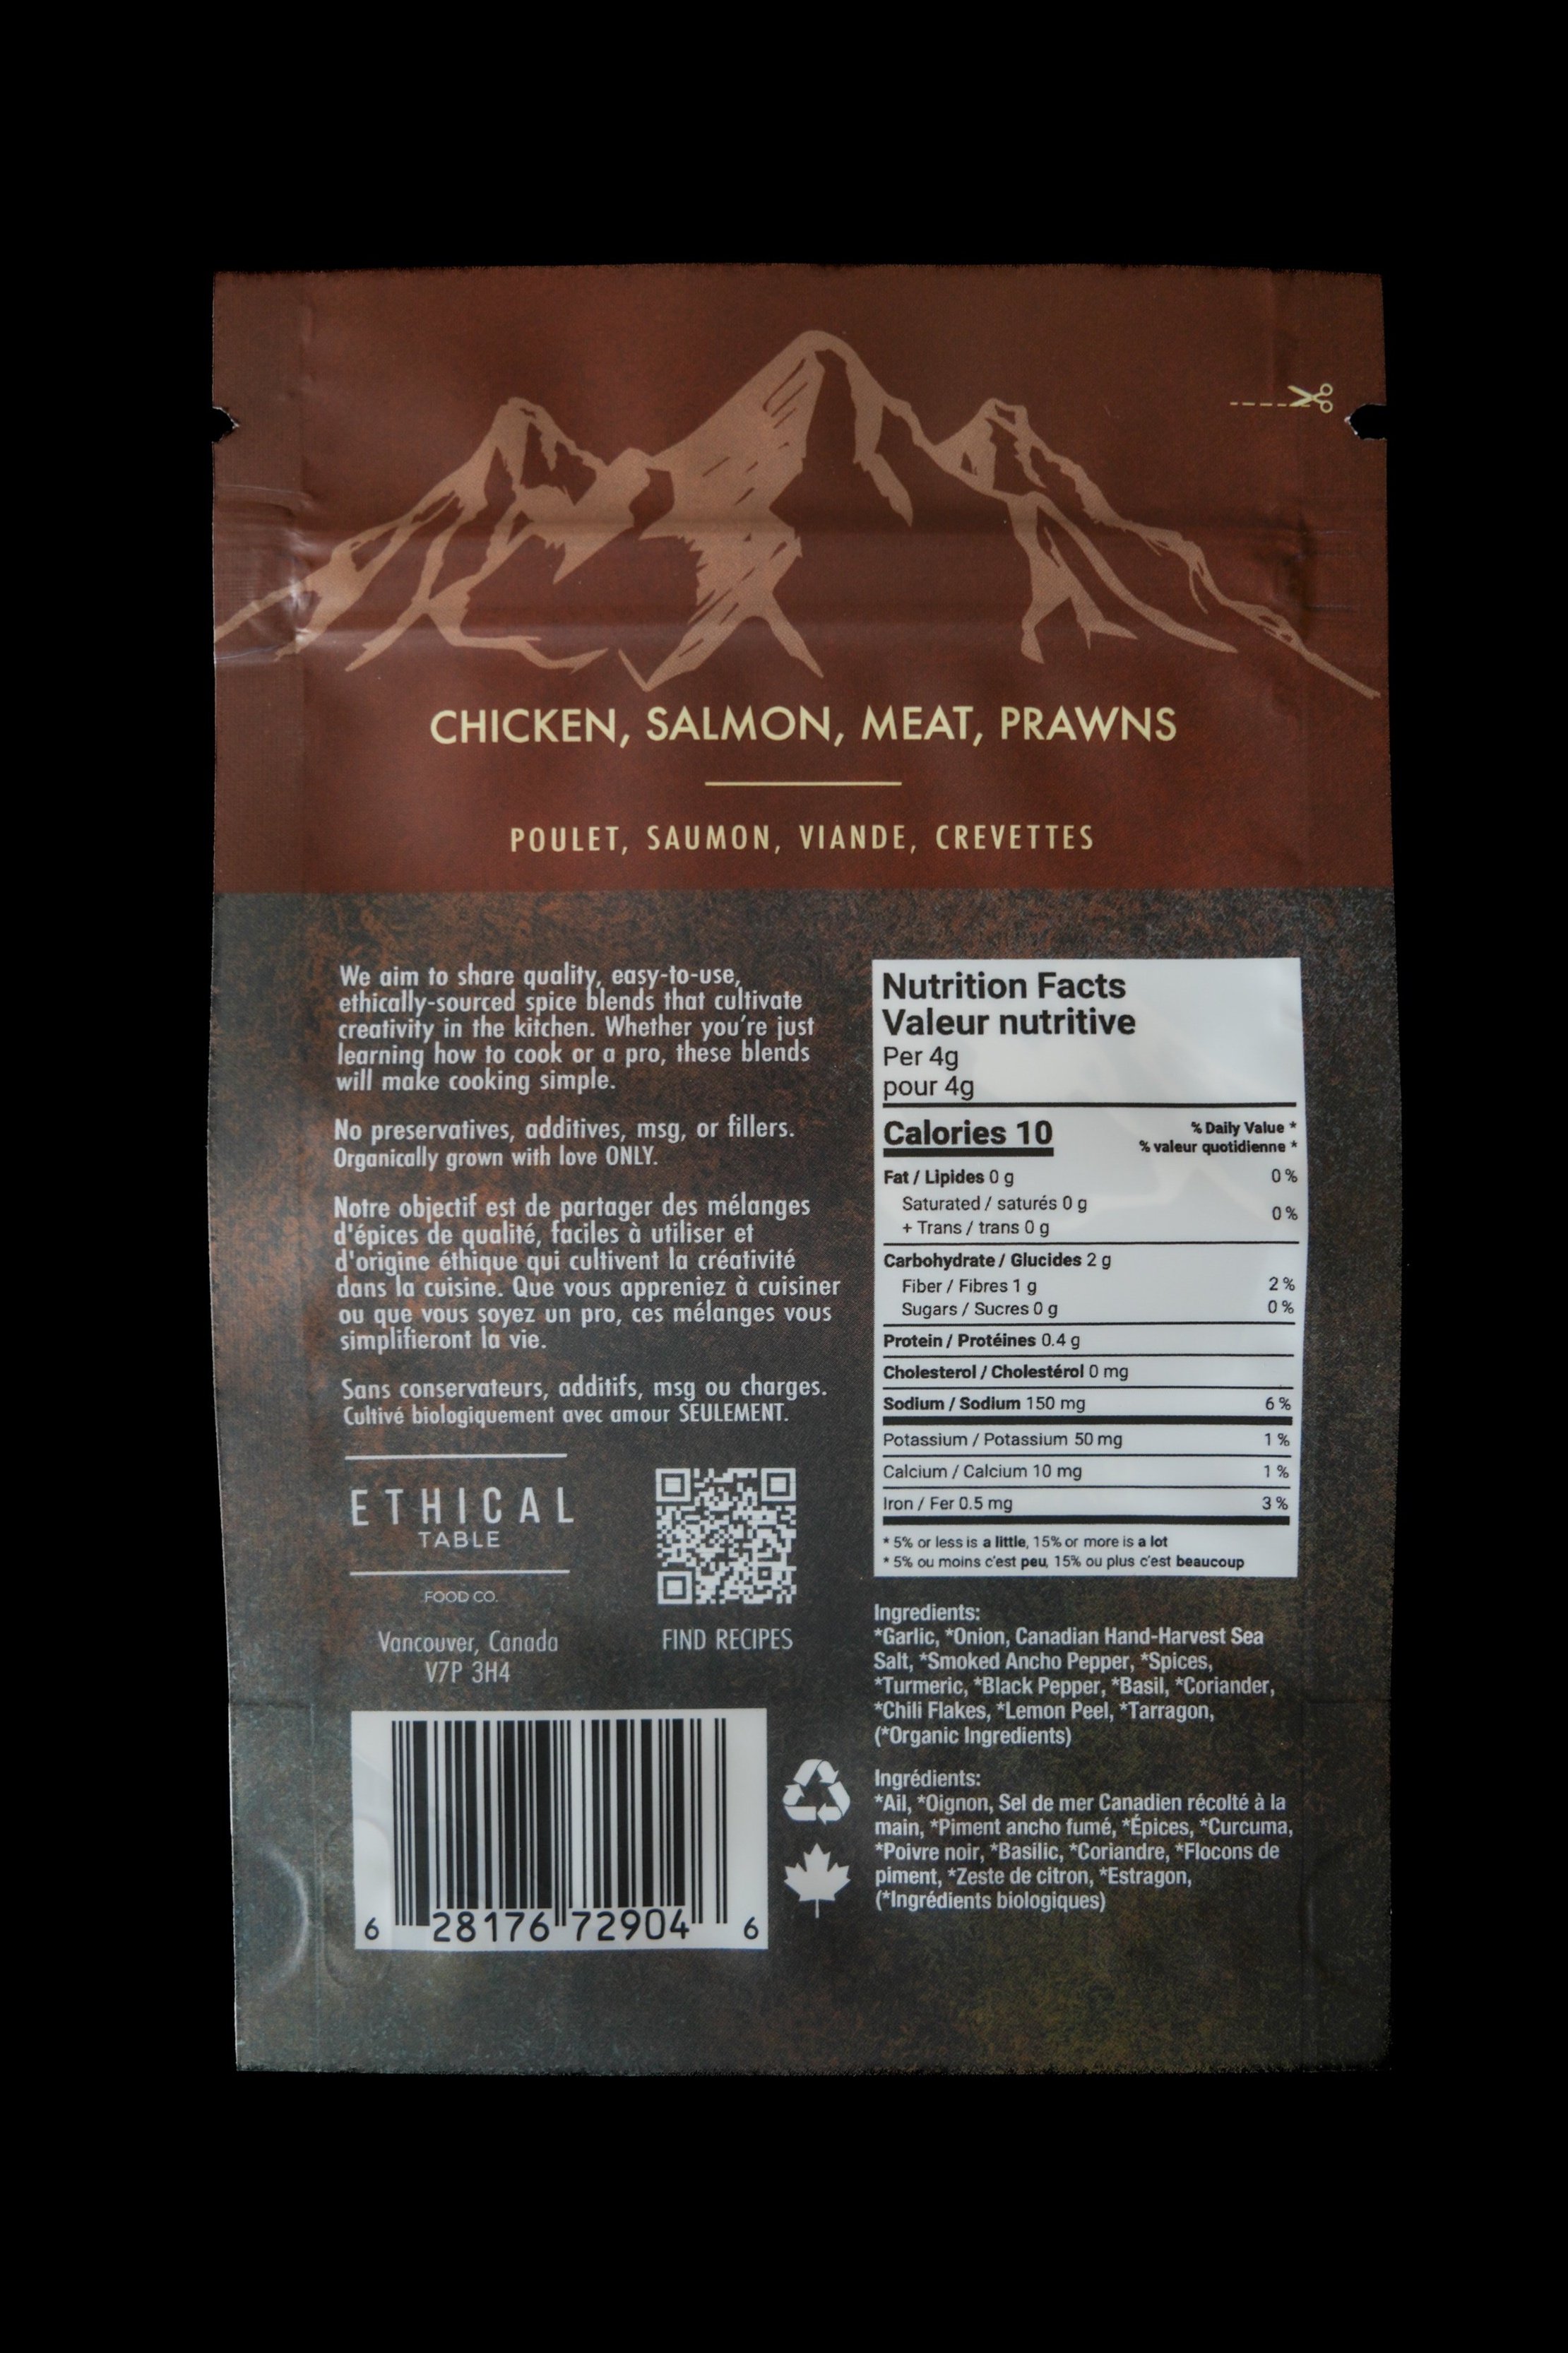 CHICKEN, SALMON, MEAT, PRAWNS
POULET, SAUMON, VIANDE, CREVETTES
We aim to share quality, easy-to-use,
ethically-sourced spice blends that cultivate
creativity in the kitchen. Whether you're just
learning how to cook or a pro, these blends
will make cooking simple.
No preservatives, additives, msg, or fillers.
Organically grown with love ONLY.
Notre objectif est de partager des mélanges
d'épices de qualité, faciles à utiliser et
d'origine éthique qui cultivent la créativité
dans la cuisine. Que vous appreniez à cuisiner
ou que vous soyez un pro, ces mélanges vous
simplifieront la vie.
Sans conservateurs, additifs, msg ou charges.
Cultivé biologiquement avec amour SEULEMENT.
ETHICAL
TABLE
FOOD CO.
Vancouver, Canada
V7P 3H4
FIND RECIPES
6 28176 72904 6
Nutrition Facts
Valeur nutritive
Per 4g
pour 4g
Calories 10
% Daily Value *
% valeur quotidienne *
Fat / Lipides 0 g 0 %
Saturated / saturés 0 g
+ Trans / trans 0 g 0 %
Carbohydrate / Glucides 2 g
Fiber / Fibres 1 g 2 %
Sugars / Sucres 0 g 0 %
Protein / Protéines 0.4 g
Cholesterol / Cholestérol 0 mg
Sodium / Sodium 150 mg 6 %
Potassium / Potassium 50 mg 1 %
Calcium / Calcium 10 mg 1 %
Iron / Fer 0.5 mg 3 %
* 5% or less is a little, 15% or more is a lot
* 5% ou moins c'est peu, 15% ou plus c'est beaucoup
Ingredients:
*Garlic, *Onion, Canadian Hand-Harvest Sea
Salt, *Smoked Ancho Pepper, *Spices,
*Turmeric, *Black Pepper, *Basil, *Coriander,
*Chili Flakes, *Lemon Peel, *Tarragon,
(*Organic Ingredients)
Ingrédients:
*Ail, *Oignon, Sel de mer Canadien récolté à la
main, *Piment ancho fumé, *Épices, *Curcuma,
*Poivre noir, *Basilic, *Coriandre, *Flocons de
piment, *Zeste de citron, *Estragon,
(*Ingrédients biologiques)